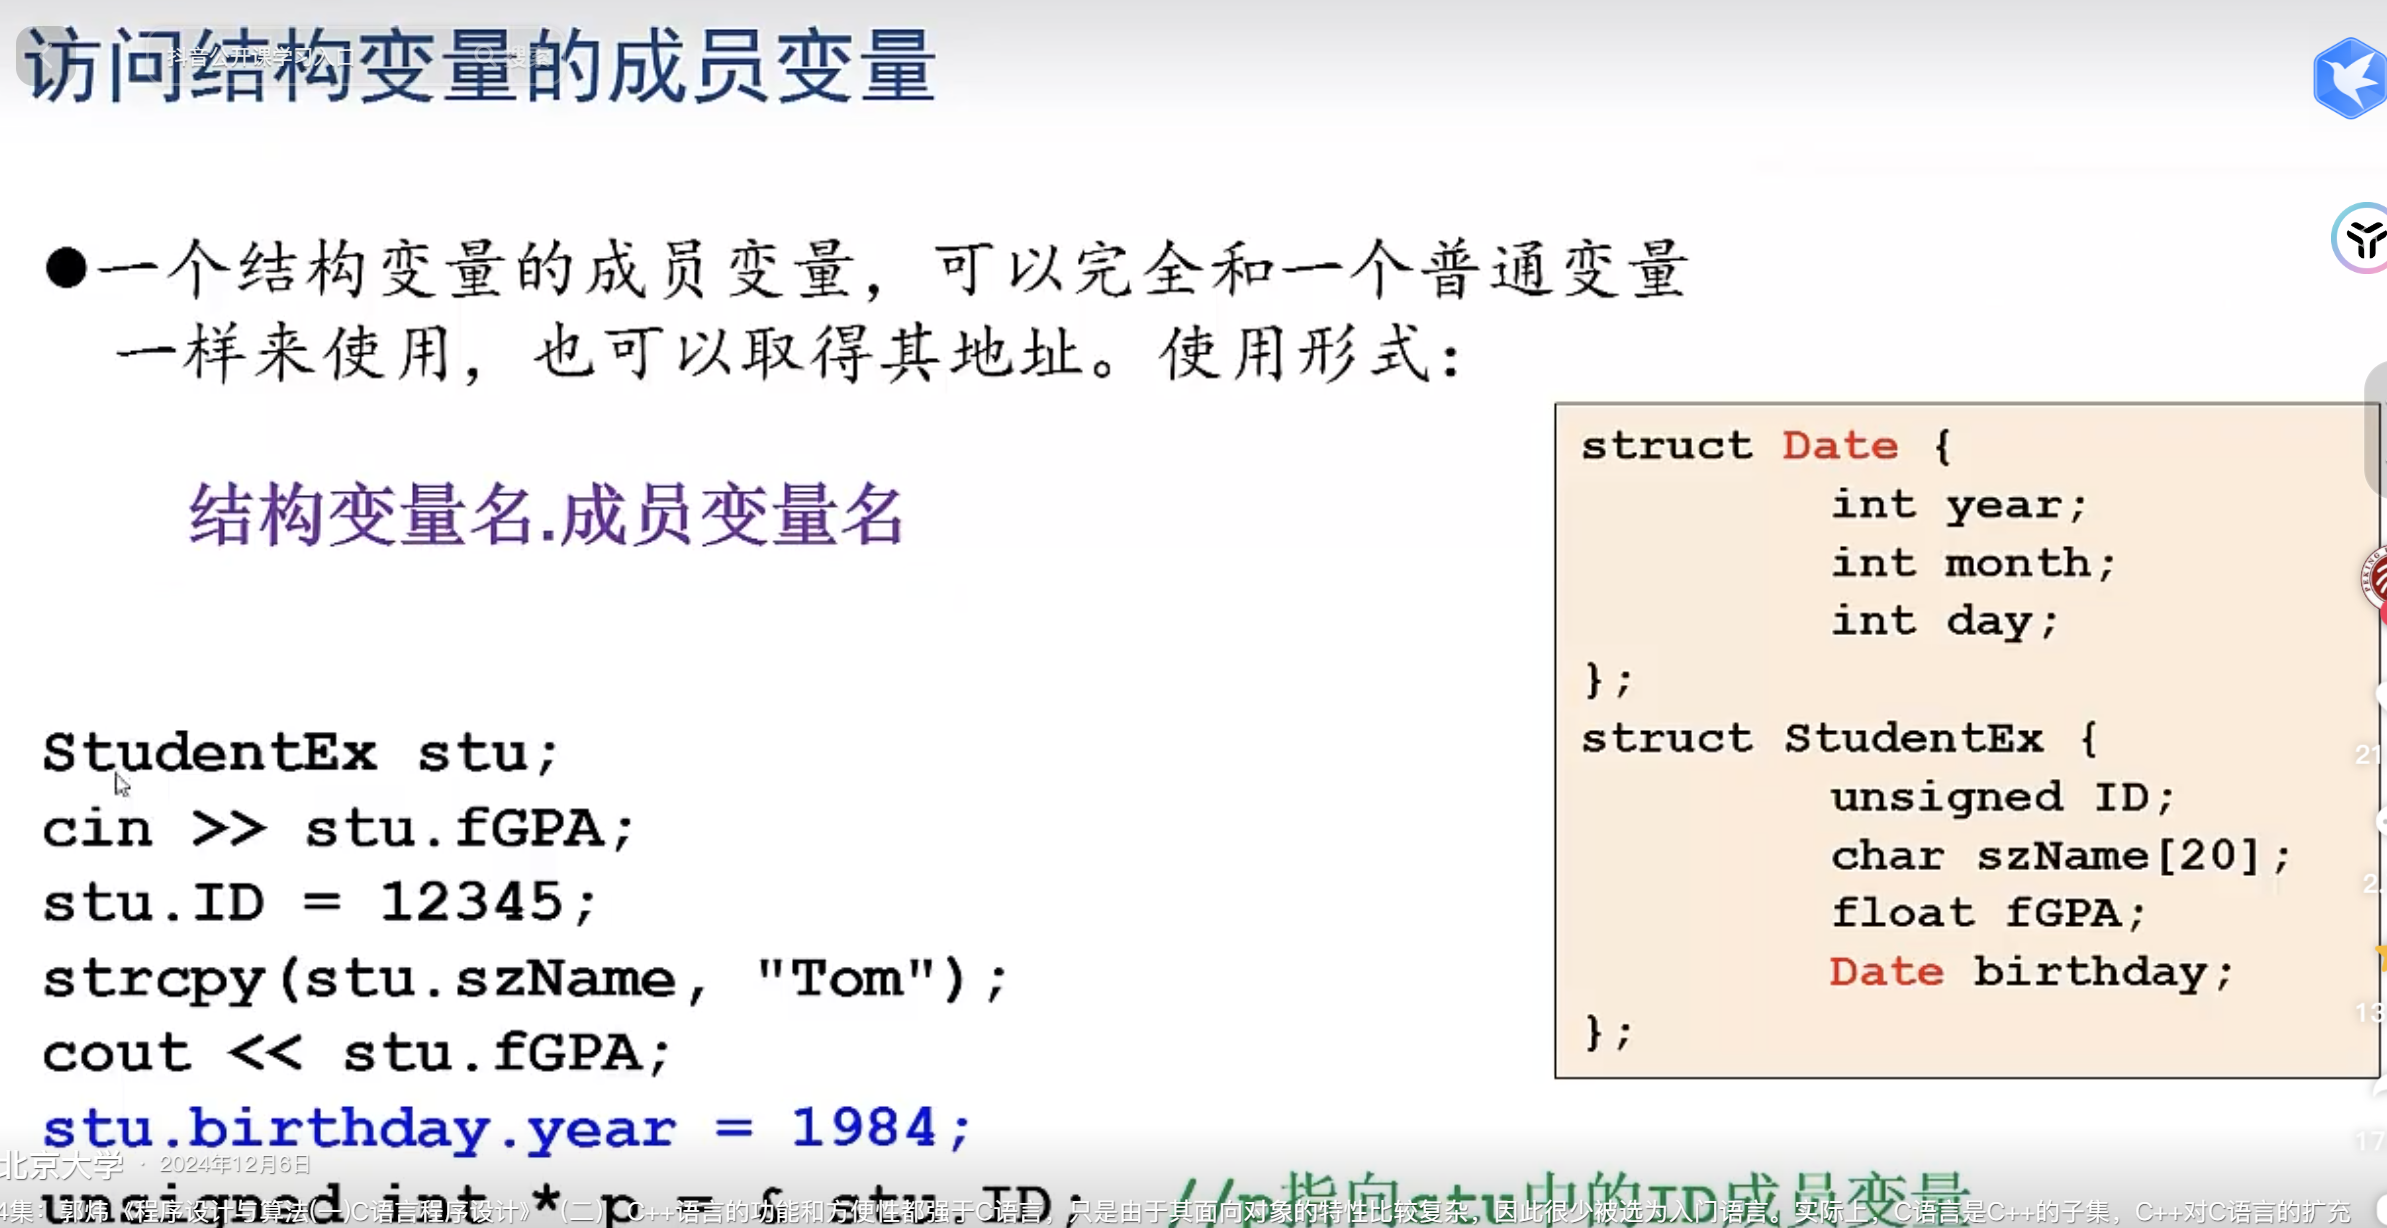 访问结构变量的成员变量
抖音公开课学习入口
搜索
●一个结构变量的成员变量，可以完全和一个普通变量
一样来使用，也可以取得其地址。使用形式：
结构变量名.成员变量名
struct Date {
int year;
int month;
int day;
};
struct StudentEx {
unsigned ID;
char szName[20];
float fGPA;
Date birthday;
};
StudentEx stu;
cin >> stu.fGPA;
stu.ID = 12345;
strcpy(stu.szName, "Tom");
cout << stu.fGPA;
stu.birthday.year = 1984;
北京大学 · 2024年12月6日
unsigned int * p = & stu.ID; //p指向stu中的ID成员变量
4集：郭炜《程序设计与算法(一)C语言程序设计》（二） C++语言的功能和方便性都强于C语言，只是由于其面向对象的特性比较复杂，因此很少被选为入门语言。实际上，C语言是C++的子集，C++对C语言的扩充